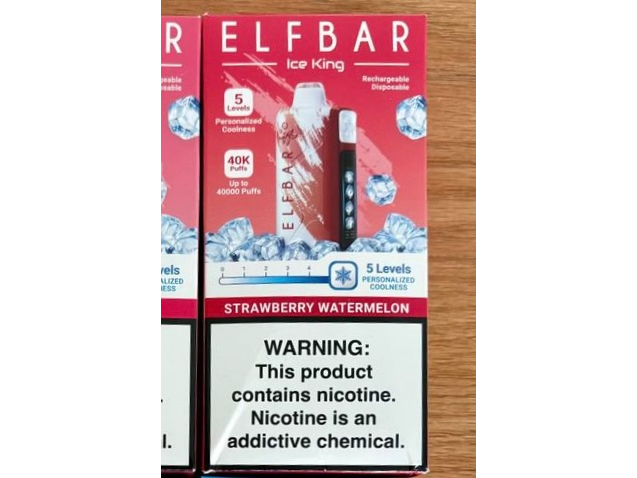 R
ELFBAR
Ice King
Rechargeable
Disposable
5
Levels
Personalized
Coolness
40K
Puffs
Up to
40000 Puffs
ELFBAR
0 1 2 3 4
5 Levels
PERSONALIZED
COOLNESS
STRAWBERRY WATERMELON
WARNING:
This product
contains nicotine.
Nicotine is an
addictive chemical.